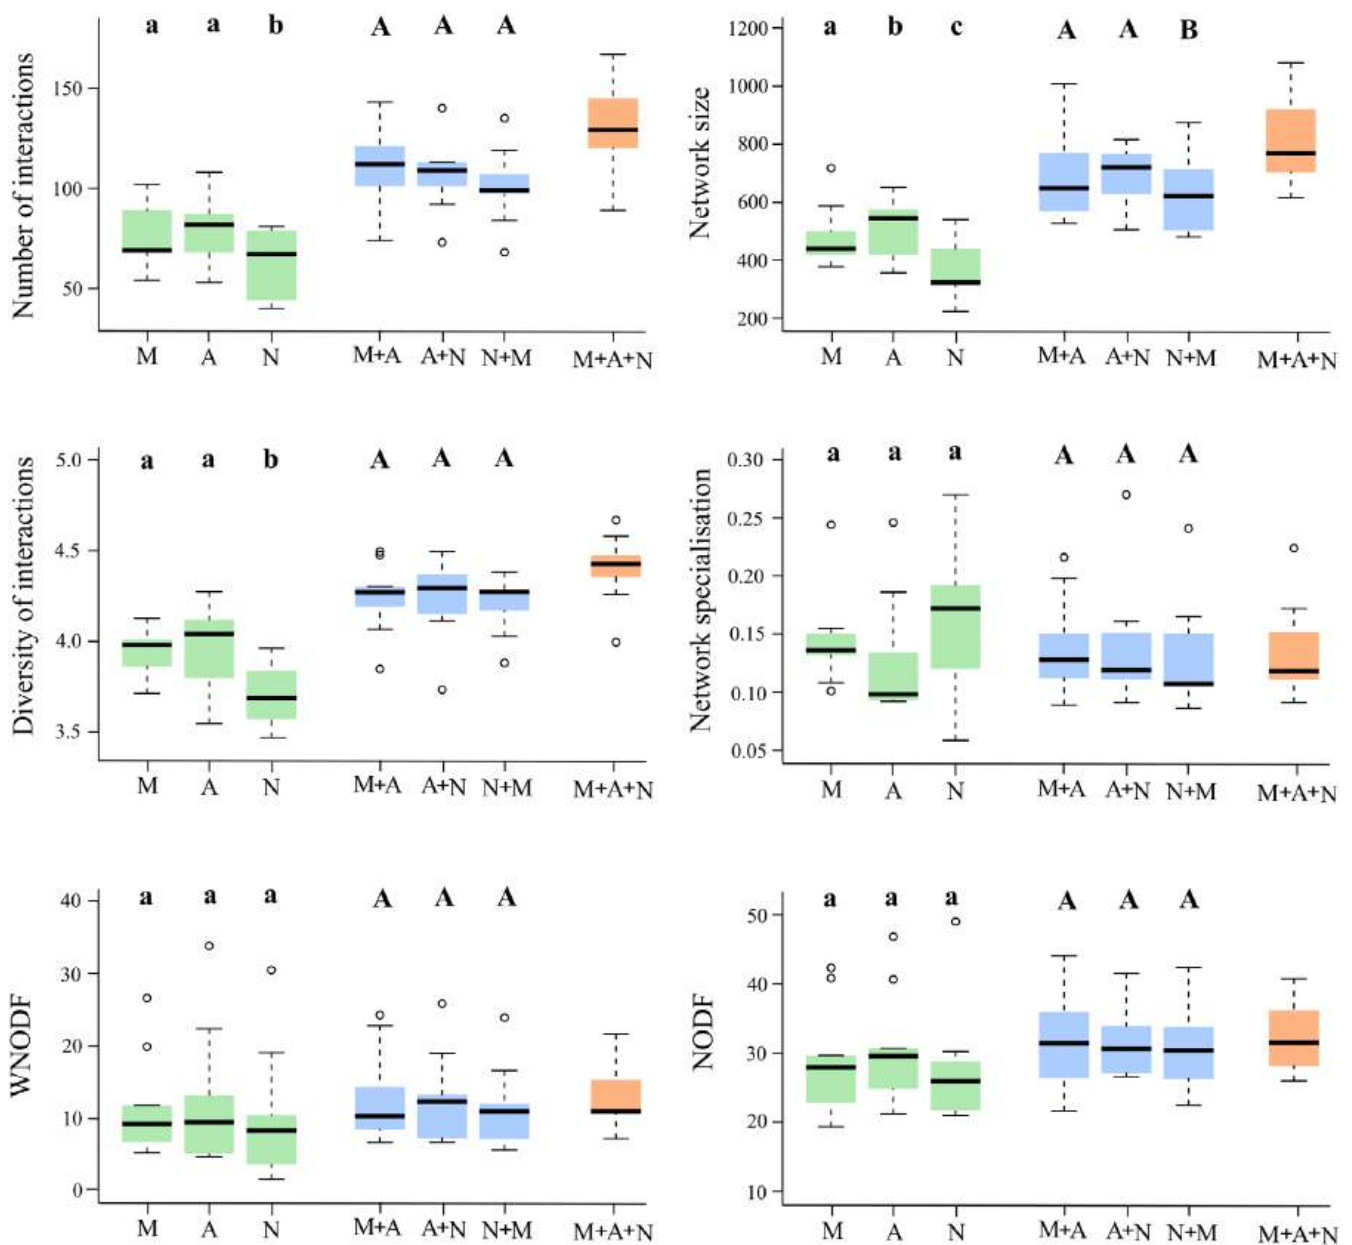 Number of interactions
150
100
50
a a b A A A
M A N M+A A+N N+M M+A+N
Network size
1200
1000
800
600
400
200
a b c A A B
M A N M+A A+N N+M M+A+N
Diversity of interactions
5.0
4.5
4.0
3.5
a a b A A A
M A N M+A A+N N+M M+A+N
Network specialisation
0.30
0.25
0.20
0.15
0.10
0.05
a a a A A A
M A N M+A A+N N+M M+A+N
WNODF
40
30
20
10
0
a a a A A A
M A N M+A A+N N+M M+A+N
NODF
50
40
30
20
10
a a a A A A
M A N M+A A+N N+M M+A+N